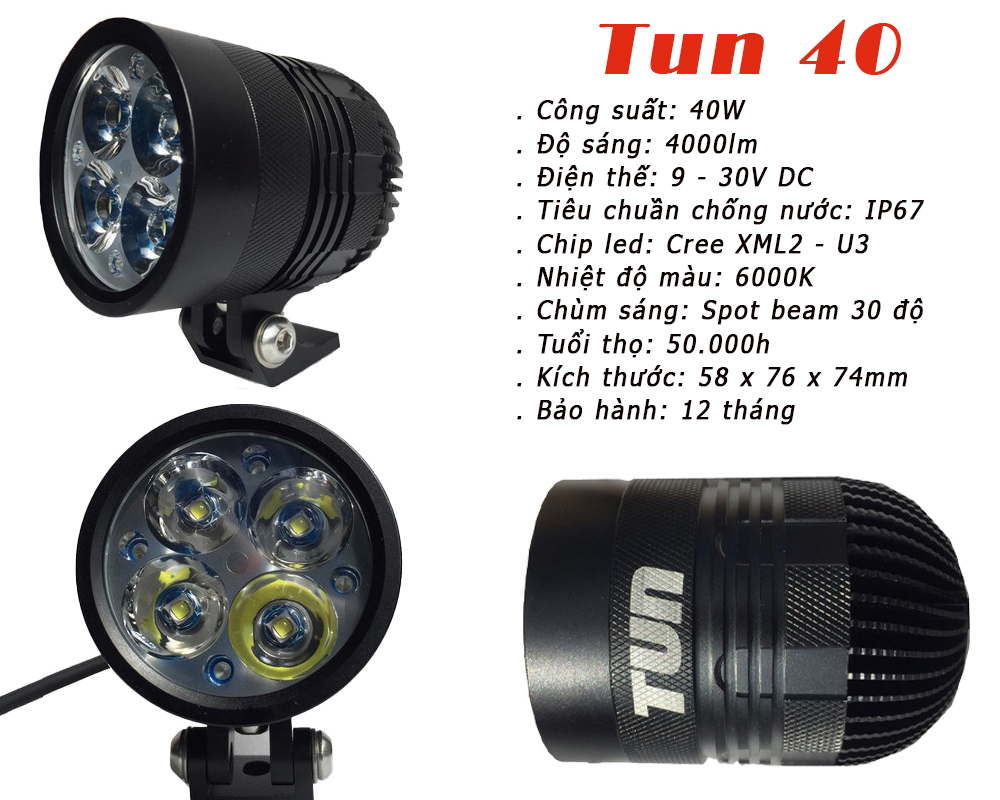 Tun 40
. Công suất: 40W
. Độ sáng: 4000lm
. Điện thế: 9 - 30V DC
. Tiêu chuẩn chống nước: IP67
. Chip led: Cree XML2 - U3
. Nhiệt độ màu: 6000K
. Chùm sáng: Spot beam 30 độ
. Tuổi thọ: 50.000h
. Kích thước: 58 x 76 x 74mm
. Bảo hành: 12 tháng
TUN